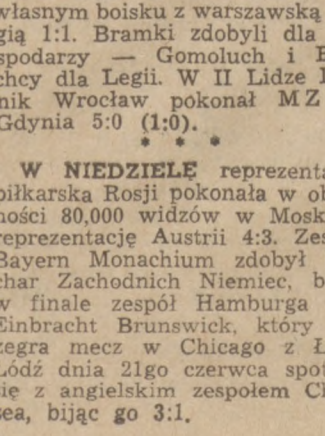 własnym boisku z warszawską
gią 1:1. Bramki zdobyli dla
spodarzy — Gomoluch i
chcy dla Legii. W II Lidze
nik Wrocław pokonał MZ
Gdynia 5:0 (1:0).
* * *
W NIEDZIELĘ reprezenta
piłkarska Rosji pokonała w ob
ności 80,000 widzów w Mosk
reprezentację Austrii 4:3. Zes
Bayern Monachium zdobył
char Zachodnich Niemiec, b
w finale zespół Hamburga
Einbracht Brunswick, który
zegra mecz w Chicago z Ł
Łódź dnia 21go czerwca spot
się z angielskim zespołem C
sea, bijąc go 3:1.